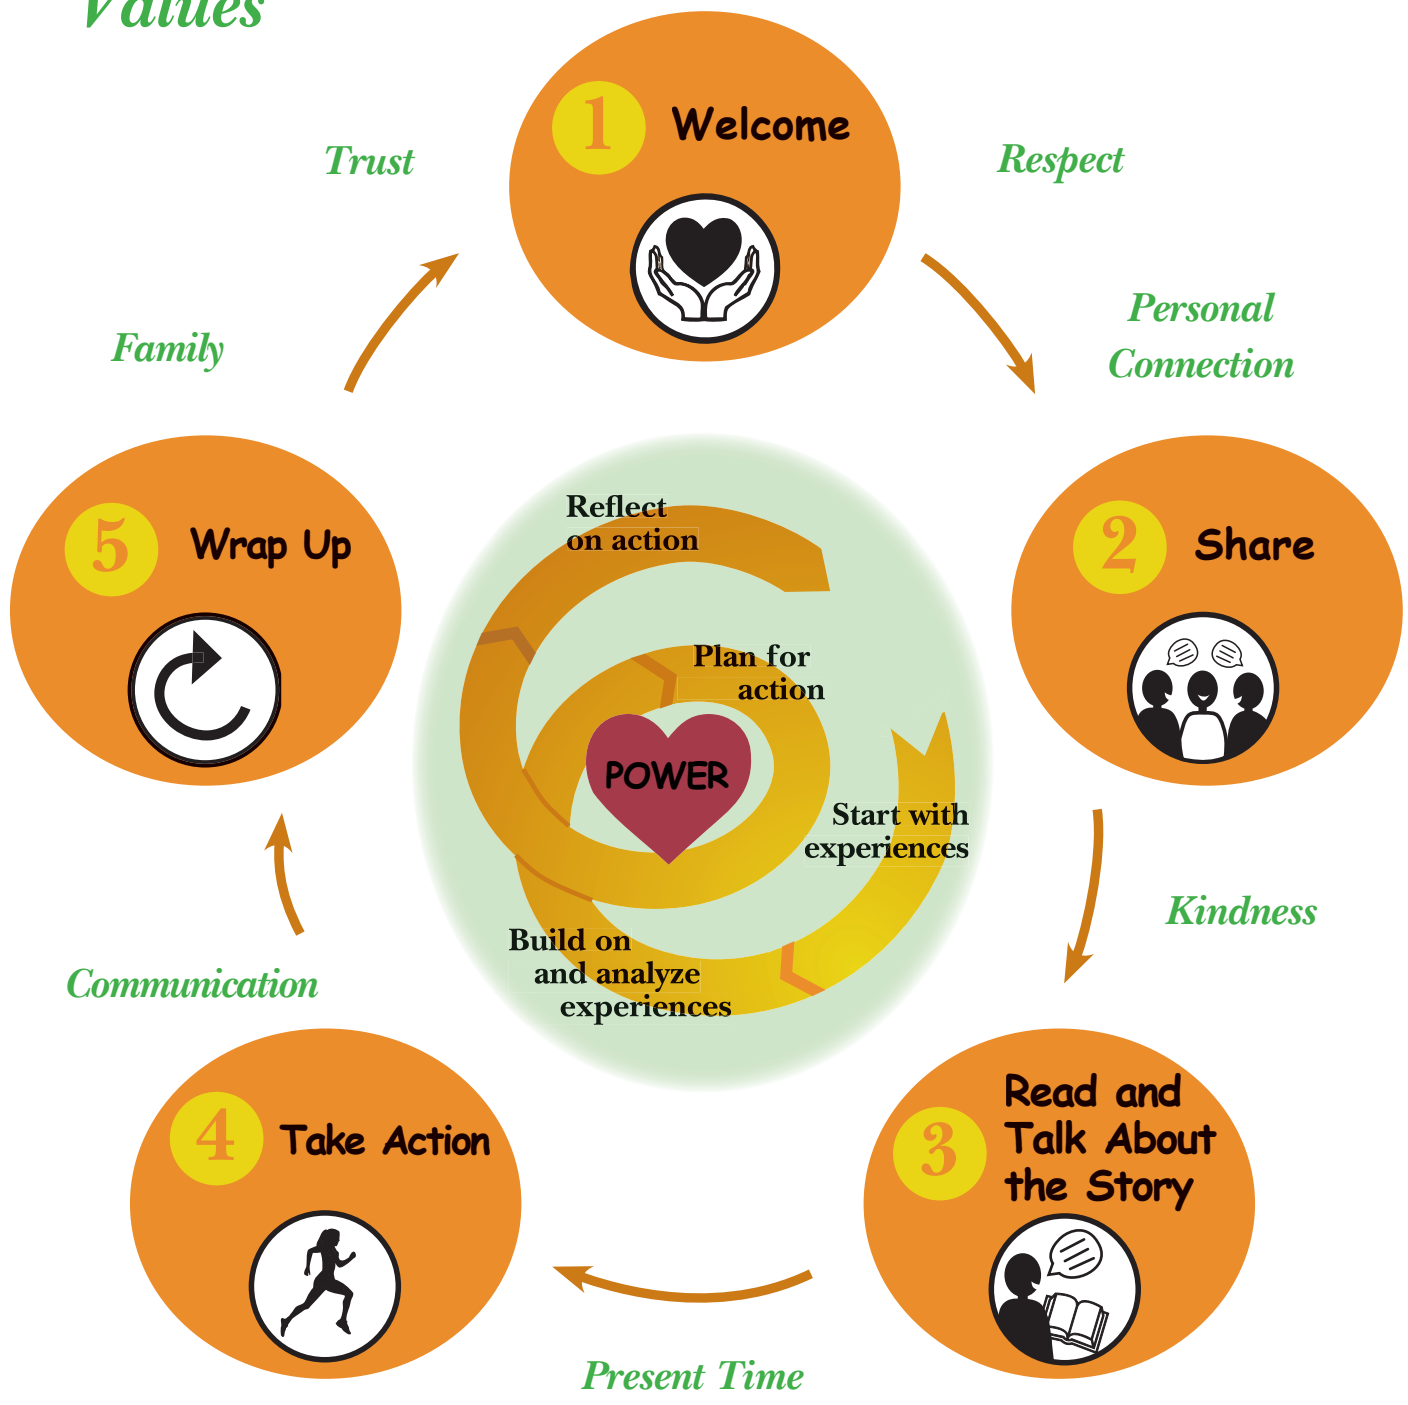 Values
1
Welcome
Trust
Respect
Personal
Connection
Family
5
Wrap Up
2
Share
Reflect
on action
Plan for
action
POWER
Start with
experiences
Build on
and analyze
experiences
Kindness
Communication
4
Take Action
3
Read and
Talk About
the Story
Present Time